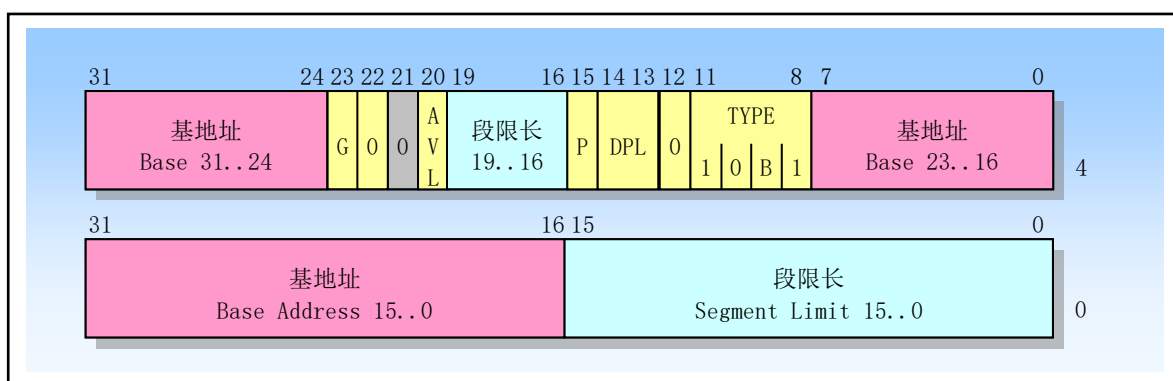 31 24 23 22 21 20 19 16 15 14 13 12 11 8 7 0
基地址
Base 31..24
G
0
0
A
V
L
段限长
19..16
P
DPL
0
TYPE
1 0 B 1
基地址
Base 23..16
4
31 16 15 0
基地址
Base Address 15..0
段限长
Segment Limit 15..0
0